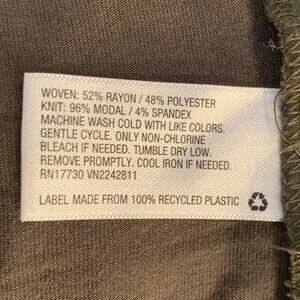 WOVEN: 52% RAYON / 48% POLYESTER
KNIT: 96% MODAL / 4% SPANDEX
MACHINE WASH COLD WITH LIKE COLORS.
GENTLE CYCLE. ONLY NON-CHLORINE
BLEACH IF NEEDED. TUMBLE DRY LOW.
REMOVE PROMPTLY. COOL IRON IF NEEDED.
RN17730 VN2242811
LABEL MADE FROM 100% RECYCLED PLASTIC